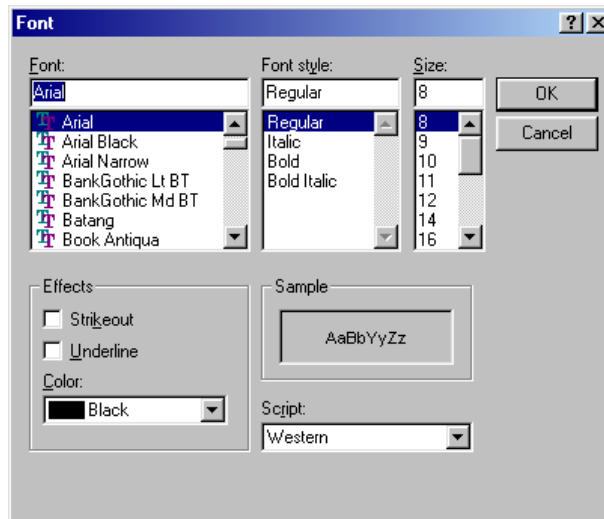 Font
Font:
Arial
Arial
Arial Black
Arial Narrow
BankGothic Lt BT
BankGothic Md BT
Batang
Book Antiqua
Font style:
Regular
Regular
Italic
Bold
Bold Italic
Size:
8
8
9
10
11
12
14
16
OK
Cancel
Effects
Strikeout
Underline
Color:
Black
Sample
AaBbYyZz
Script:
Western